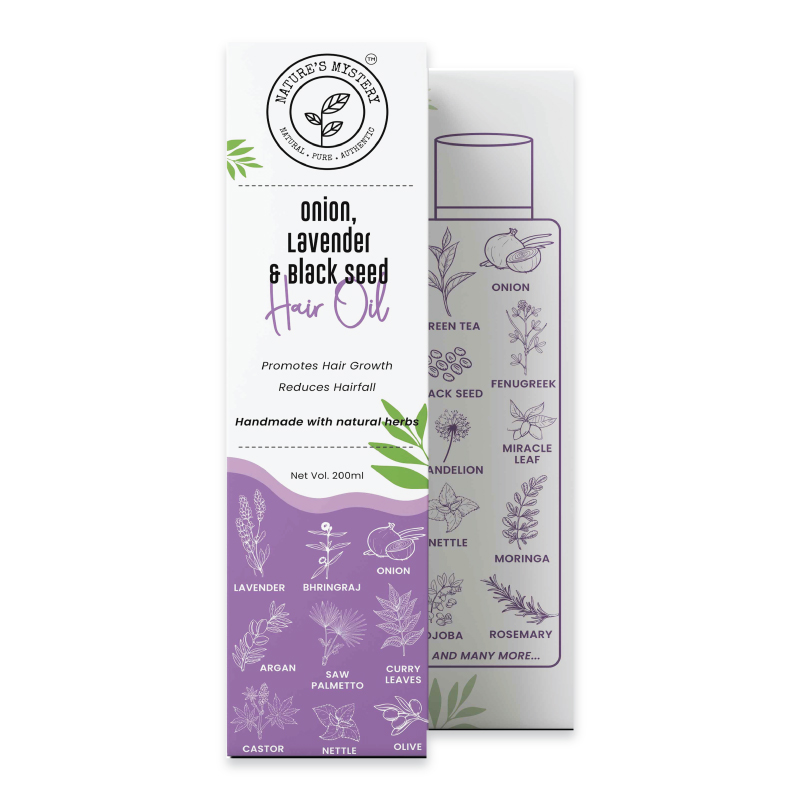 NATURE'S MYSTERY
TM
NATURAL • PURE • AUTHENTIC
Onion,
Lavender
& Black Seed
Hair Oil
Promotes Hair Growth
Reduces Hairfall
Handmade with natural herbs
Net Vol. 200ml
LAVENDER
BHRINGRAJ
ONION
ARGAN
SAW
PALMETTO
CURRY
LEAVES
CASTOR
NETTLE
OLIVE
REEN TEA
ONION
ACK SEED
FENUGREEK
ANDELION
MIRACLE
LEAF
NETTLE
MORINGA
OJOBA
ROSEMARY
AND MANY MORE...